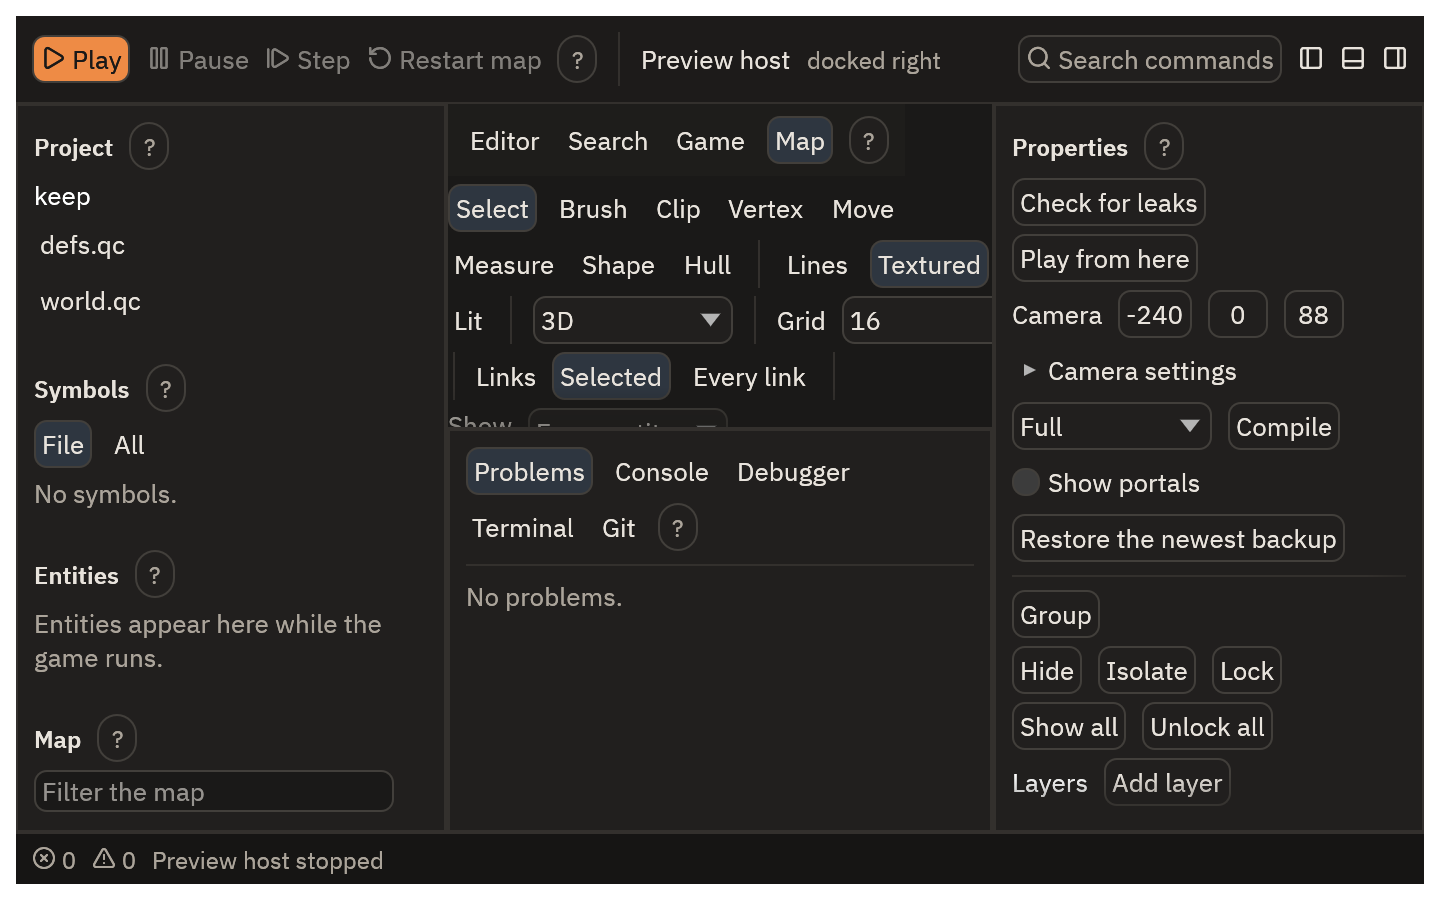 Play Pause Step Restart map ? Preview host docked right Search commands
Project ?
keep
defs.qc
world.qc
Symbols ?
File All
No symbols.
Entities ?
Entities appear here while the
game runs.
Map ?
Filter the map
Editor Search Game Map ?
Select Brush Clip Vertex Move
Measure Shape Hull Lines Textured
Lit 3D Grid 16
Links Selected Every link
Show
Problems Console Debugger
Terminal Git ?
No problems.
Properties ?
Check for leaks
Play from here
Camera -240 0 88
Camera settings
Full Compile
Show portals
Restore the newest backup
Group
Hide Isolate Lock
Show all Unlock all
Layers Add layer
0 0 Preview host stopped